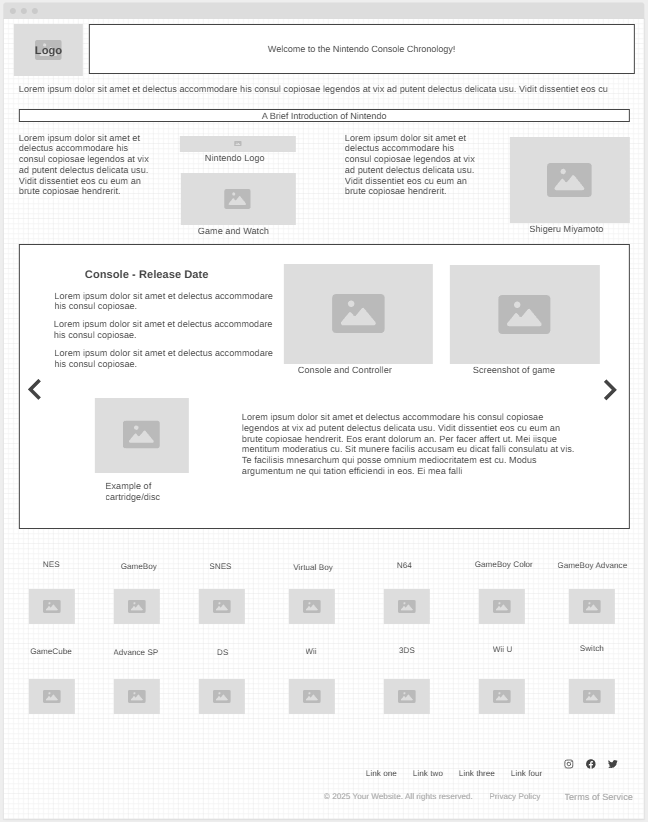 Logo
Welcome to the Nintendo Console Chronology!
Lorem ipsum dolor sit amet et delectus accommodare his consul copiosae legendos at vix ad putent delectus delicata usu. Vidit dissentiet eos cu
A Brief Introduction of Nintendo
Lorem ipsum dolor sit amet et
delectus accommodare his
consul copiosae legendos at vix
ad putent delectus delicata usu.
Vidit dissentiet eos cu eum an
brute copiosae hendrerit.
Nintendo Logo
Game and Watch
Lorem ipsum dolor sit amet et
delectus accommodare his
consul copiosae legendos at vix
ad putent delectus delicata usu.
Vidit dissentiet eos cu eum an
brute copiosae hendrerit.
Shigeru Miyamoto
Console - Release Date
Lorem ipsum dolor sit amet et delectus accommodare
his consul copiosae.
Lorem ipsum dolor sit amet et delectus accommodare
his consul copiosae.
Lorem ipsum dolor sit amet et delectus accommodare
his consul copiosae.
Console and Controller
Screenshot of game
Example of
cartridge/disc
Lorem ipsum dolor sit amet et delectus accommodare his consul copiosae
legendos at vix ad putent delectus delicata usu. Vidit dissentiet eos cu eum an
brute copiosae hendrerit. Eos erant dolorum an. Per facer affert ut. Mei iisque
mentitum moderatius cu. Sit munere facilis accusam eu dicat falli consulatu at vis.
Te facilisis mnesarchum qui posse omnium mediocritatem est cu. Modus
argumentum ne qui tation efficiendi in eos. Ei mea falli
NES
GameBoy
SNES
Virtual Boy
N64
GameBoy Color
GameBoy Advance
GameCube
Advance SP
DS
Wii
3DS
Wii U
Switch
Link one
Link two
Link three
Link four
© 2025 Your Website. All rights reserved.
Privacy Policy
Terms of Service